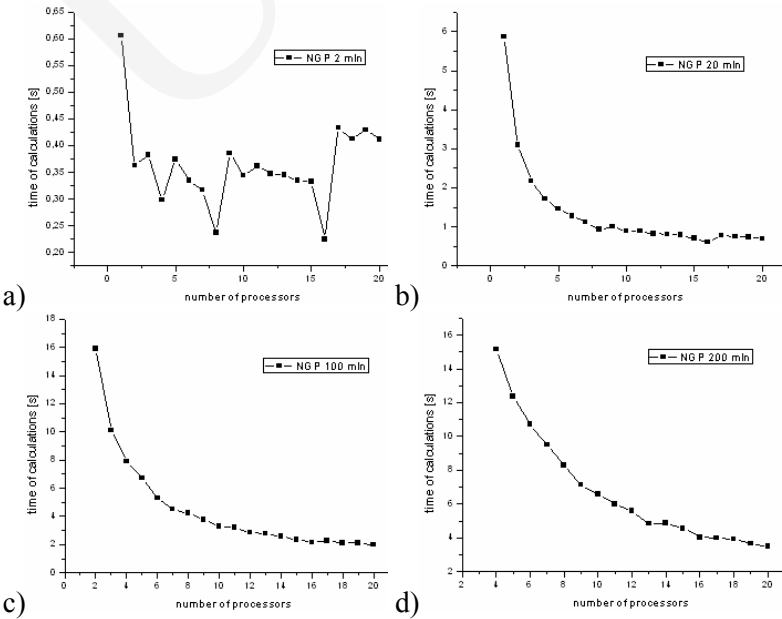 0,65
0,60
0,55
0,50
0,45
0,40
0,35
0,30
0,25
0,20
time of calculations [s]
NGP 2 mln
0 5 10 15 20
number of processors
a)
6
5
4
3
2
1
0
time of calculations [s]
NGP 20 mln
0 5 10 15 20
number of processors
b)
18
16
14
12
10
8
6
4
2
0
time of calculations [s]
NGP 100 mln
0 2 4 6 8 10 12 14 16 18 20
number of processors
c)
16
14
12
10
8
6
4
2
time of calculations [s]
NGP 200 mln
2 4 6 8 10 12 14 16 18 20
number of processors
d)